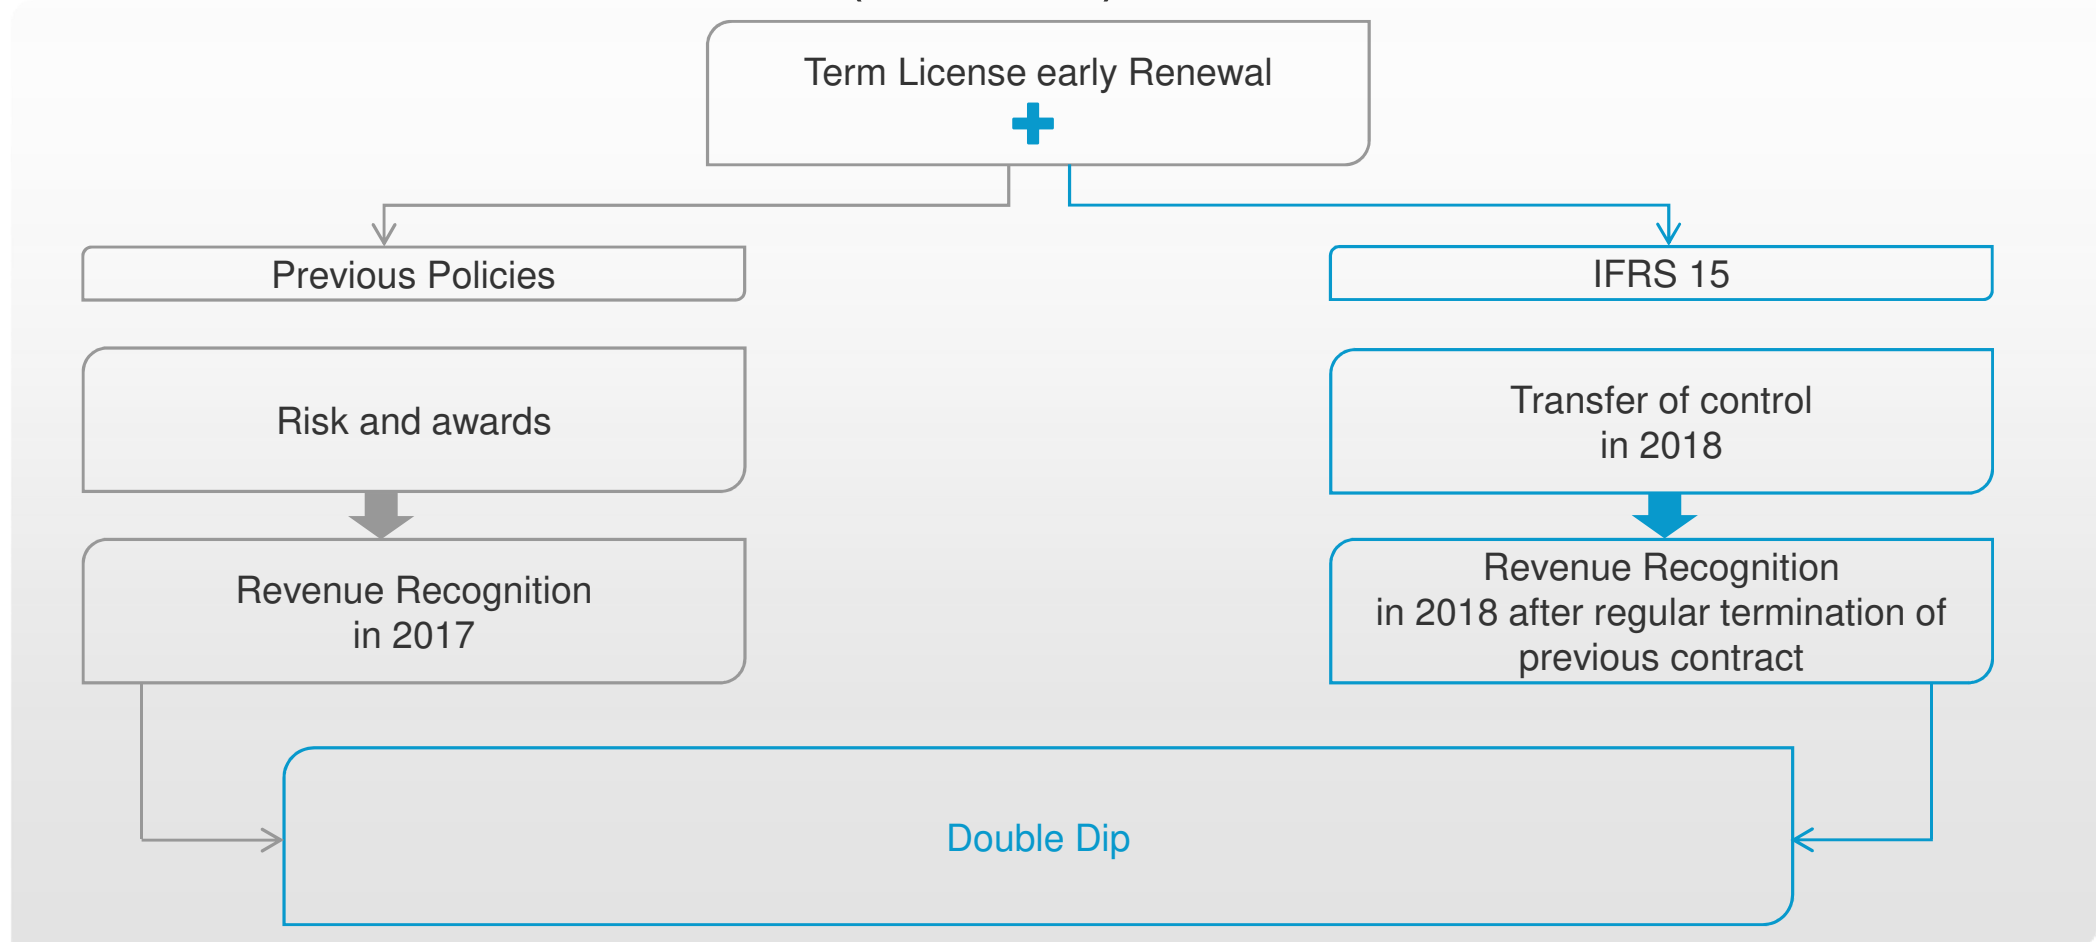 Term License early Renewal
Previous Policies
IFRS 15
Risk and awards
Transfer of control
in 2018
Revenue Recognition
in 2017
Revenue Recognition
in 2018 after regular termination of
previous contract
Double Dip